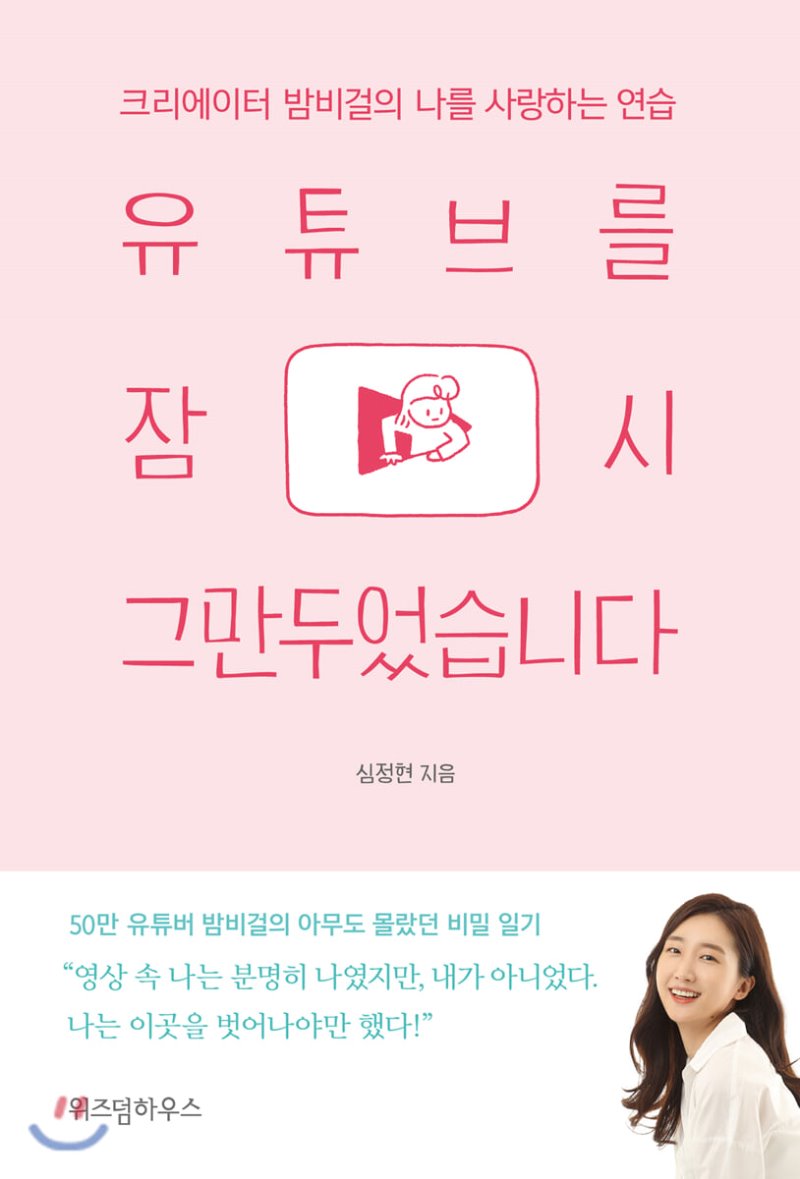 크리에이터 밤비걸의 나를 사랑하는 연습
유튜브를
잠시
그만두었습니다
심정현 지음
50만 유튜버 밤비걸의 아무도 몰랐던 비밀 일기
“영상 속 나는 분명히 나였지만, 내가 아니었다.
나는 이곳을 벗어나야만 했다!”
위즈덤하우스